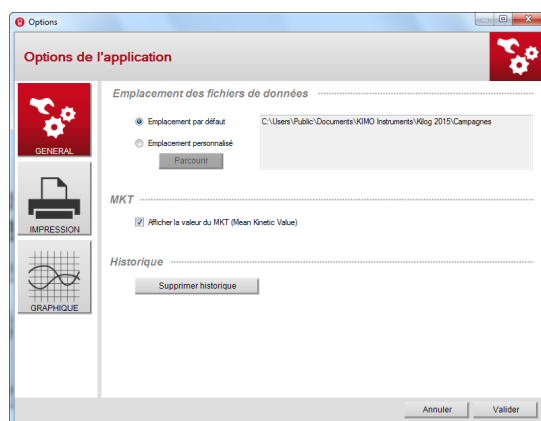 Options
Options de l'application
GENERAL
IMPRESSION
GRAPHIQUE
Emplacement des fichiers de données
Emplacement par défaut
C:\Users\Public\Documents\KIMO Instruments\Kilog 2015\Campagnes
Emplacement personnalisé
Parcourir
MKT
Afficher la valeur du MKT (Mean Kinetic Value)
Historique
Supprimer historique
Annuler
Valider